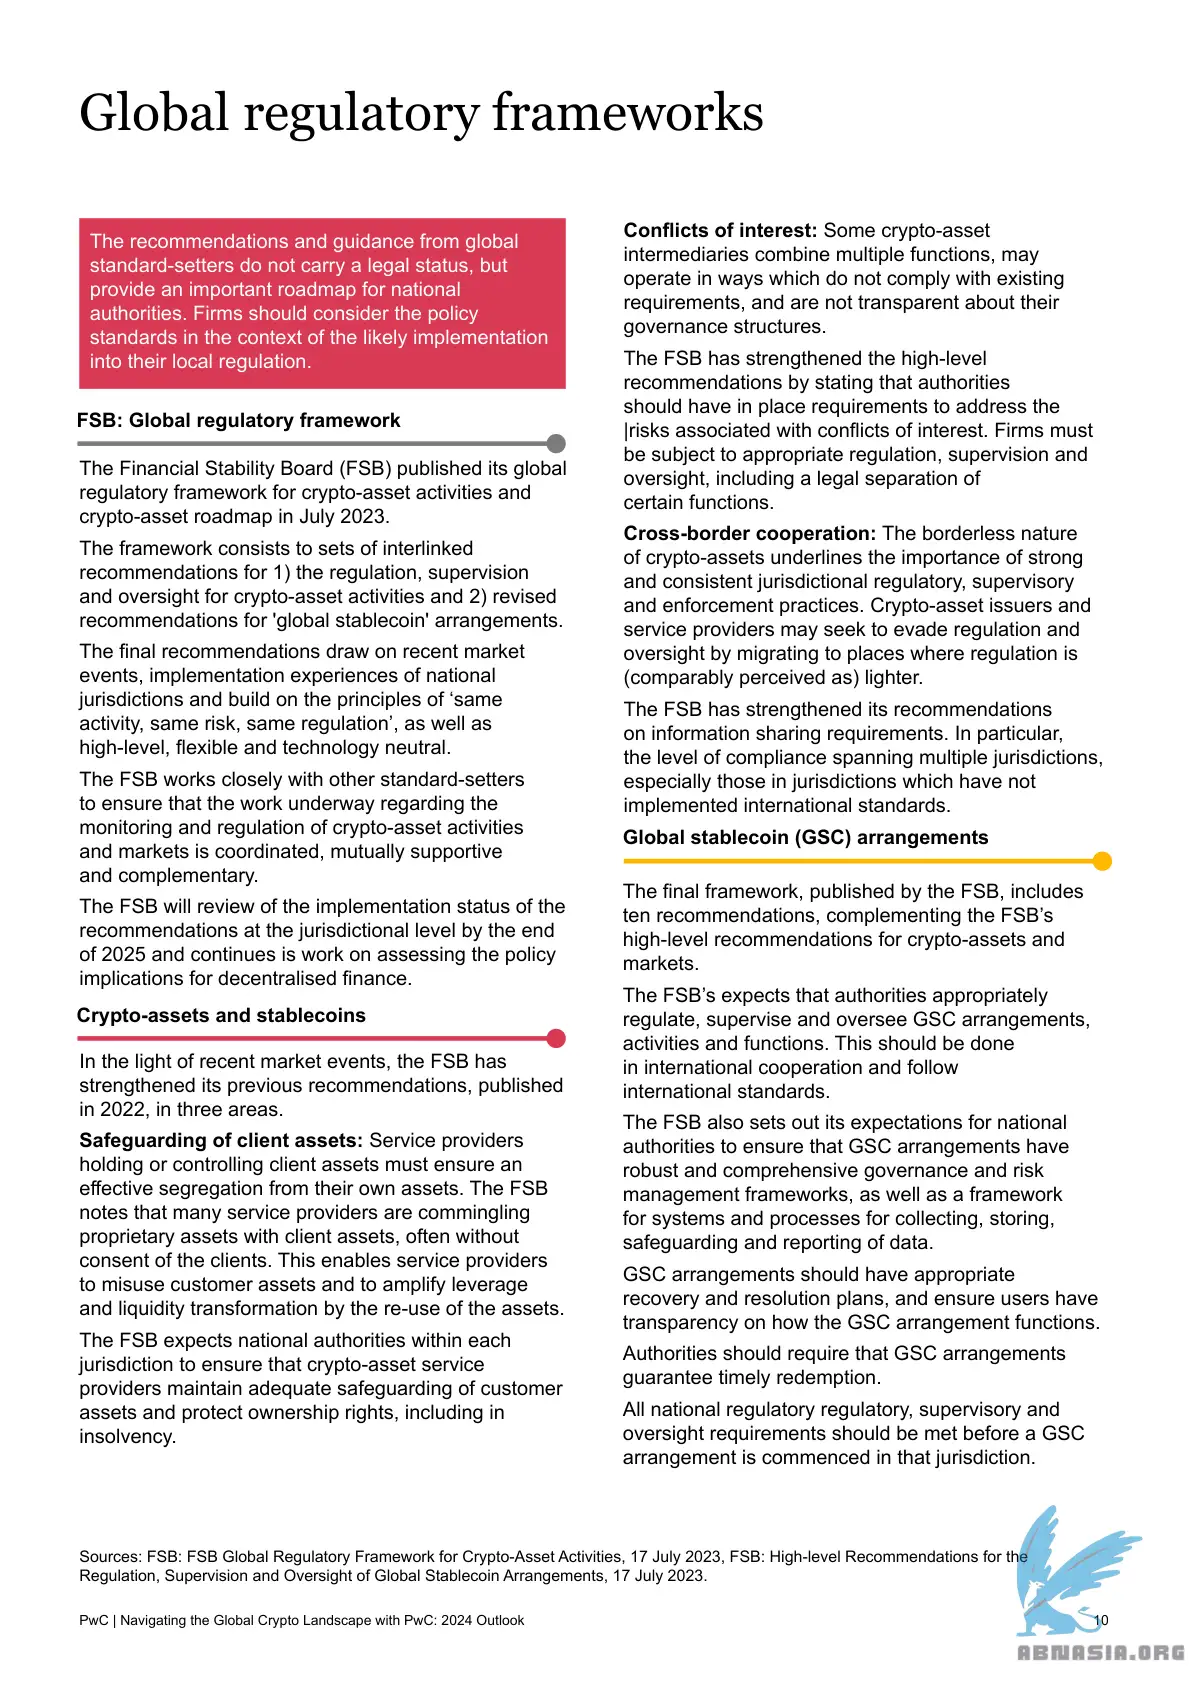 Global regulatory frameworks
The recommendations and guidance from global
standard-setters do not carry a legal status, but
provide an important roadmap for national
authorities. Firms should consider the policy
standards in the context of the likely implementation
into their local regulation.
FSB: Global regulatory framework
The Financial Stability Board (FSB) published its global
regulatory framework for crypto-asset activities and
crypto-asset roadmap in July 2023.
The framework consists to sets of interlinked
recommendations for 1) the regulation, supervision
and oversight for crypto-asset activities and 2) revised
recommendations for 'global stablecoin' arrangements.
The final recommendations draw on recent market
events, implementation experiences of national
jurisdictions and build on the principles of ‘same
activity, same risk, same regulation’, as well as
high-level, flexible and technology neutral.
The FSB works closely with other standard-setters
to ensure that the work underway regarding the
monitoring and regulation of crypto-asset activities
and markets is coordinated, mutually supportive
and complementary.
The FSB will review of the implementation status of the
recommendations at the jurisdictional level by the end
of 2025 and continues is work on assessing the policy
implications for decentralised finance.
Crypto-assets and stablecoins
In the light of recent market events, the FSB has
strengthened its previous recommendations, published
in 2022, in three areas.
Safeguarding of client assets: Service providers
holding or controlling client assets must ensure an
effective segregation from their own assets. The FSB
notes that many service providers are commingling
proprietary assets with client assets, often without
consent of the clients. This enables service providers
to misuse customer assets and to amplify leverage
and liquidity transformation by the re-use of the assets.
The FSB expects national authorities within each
jurisdiction to ensure that crypto-asset service
providers maintain adequate safeguarding of customer
assets and protect ownership rights, including in
insolvency.
Conflicts of interest: Some crypto-asset
intermediaries combine multiple functions, may
operate in ways which do not comply with existing
requirements, and are not transparent about their
governance structures.
The FSB has strengthened the high-level
recommendations by stating that authorities
should have in place requirements to address the
|risks associated with conflicts of interest. Firms must
be subject to appropriate regulation, supervision and
oversight, including a legal separation of
certain functions.
Cross-border cooperation: The borderless nature
of crypto-assets underlines the importance of strong
and consistent jurisdictional regulatory, supervisory
and enforcement practices. Crypto-asset issuers and
service providers may seek to evade regulation and
oversight by migrating to places where regulation is
(comparably perceived as) lighter.
The FSB has strengthened its recommendations
on information sharing requirements. In particular,
the level of compliance spanning multiple jurisdictions,
especially those in jurisdictions which have not
implemented international standards.
Global stablecoin (GSC) arrangements
The final framework, published by the FSB, includes
ten recommendations, complementing the FSB’s
high-level recommendations for crypto-assets and
markets.
The FSB’s expects that authorities appropriately
regulate, supervise and oversee GSC arrangements,
activities and functions. This should be done
in international cooperation and follow
international standards.
The FSB also sets out its expectations for national
authorities to ensure that GSC arrangements have
robust and comprehensive governance and risk
management frameworks, as well as a framework
for systems and processes for collecting, storing,
safeguarding and reporting of data.
GSC arrangements should have appropriate
recovery and resolution plans, and ensure users have
transparency on how the GSC arrangement functions.
Authorities should require that GSC arrangements
guarantee timely redemption.
All national regulatory regulatory, supervisory and
oversight requirements should be met before a GSC
arrangement is commenced in that jurisdiction.
Sources: FSB: FSB Global Regulatory Framework for Crypto-Asset Activities, 17 July 2023, FSB: High-level Recommendations for the
Regulation, Supervision and Oversight of Global Stablecoin Arrangements, 17 July 2023.
PwC | Navigating the Global Crypto Landscape with PwC: 2024 Outlook
10
ABNASIA.ORG